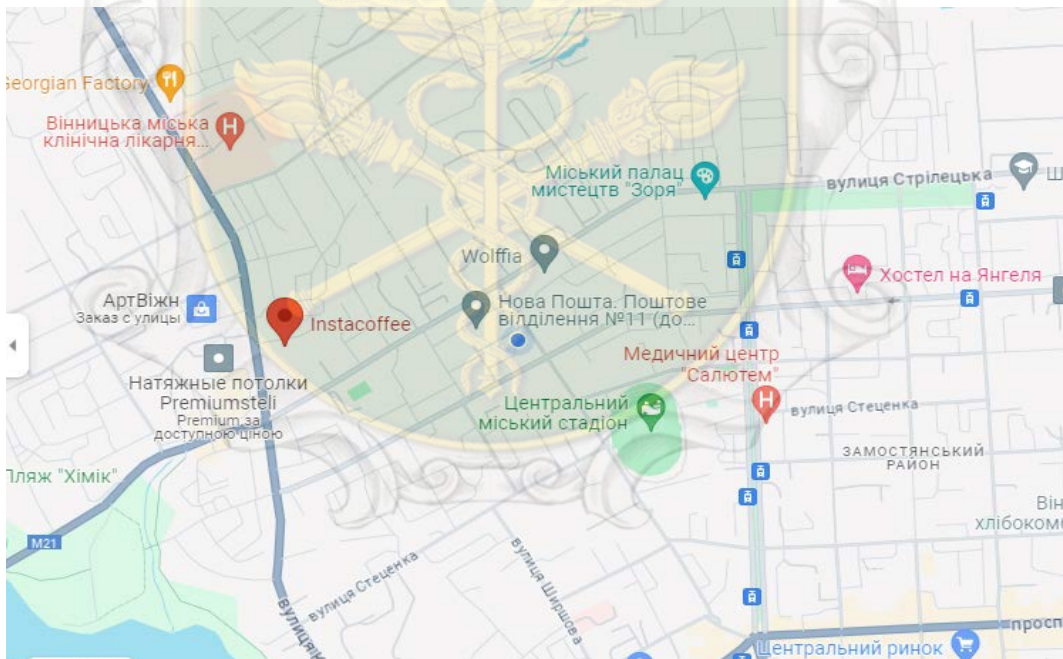 Georgian Factory
Вінницька міська
клінічна лікарня...
Міський палац
мистецтв "Зоря"
вулиця Стрілецька
Ш
Wolffia
Хостел на Янгеля
АртВіжн
Заказ с улицы
Instacoffee
Нова Пошта. Поштове
відділення №11 (до...
Медичний центр
"Салютем"
Натяжные потолки
Premiumsteli
Premium за
доступною ціною
Центральний
міський стадіон
вулиця Стеценка
ЗАМОСТЯНСЬКИЙ
РАЙОН
Пляж "Хімік"
Він
хлібоком
M21
вулиця Стеценка
вулиця Ширшова
вулиця
просп
Центральний ринок